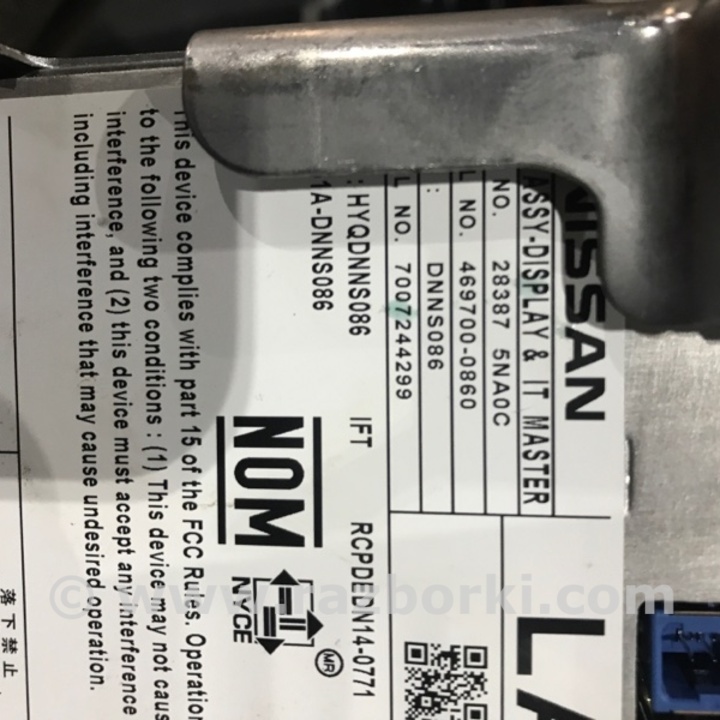 NISSAN
ASSY-DISPLAY & IT MASTER
NO. 28387 5NA0C
NO. 469700-0860
: DNNS086
NO. 7007244299
: HYQDNNS086 IFT RCPDEDN14-0771
1A-DNNS086
NOM
NYCE
MR
This device complies with part 15 of the FCC Rules. Operation
to the following two conditions : (1) This device may not
interference, and (2) this device must accept any interference
including interference that may cause undesired operation.
落下禁止
LA
© www.razborki.com